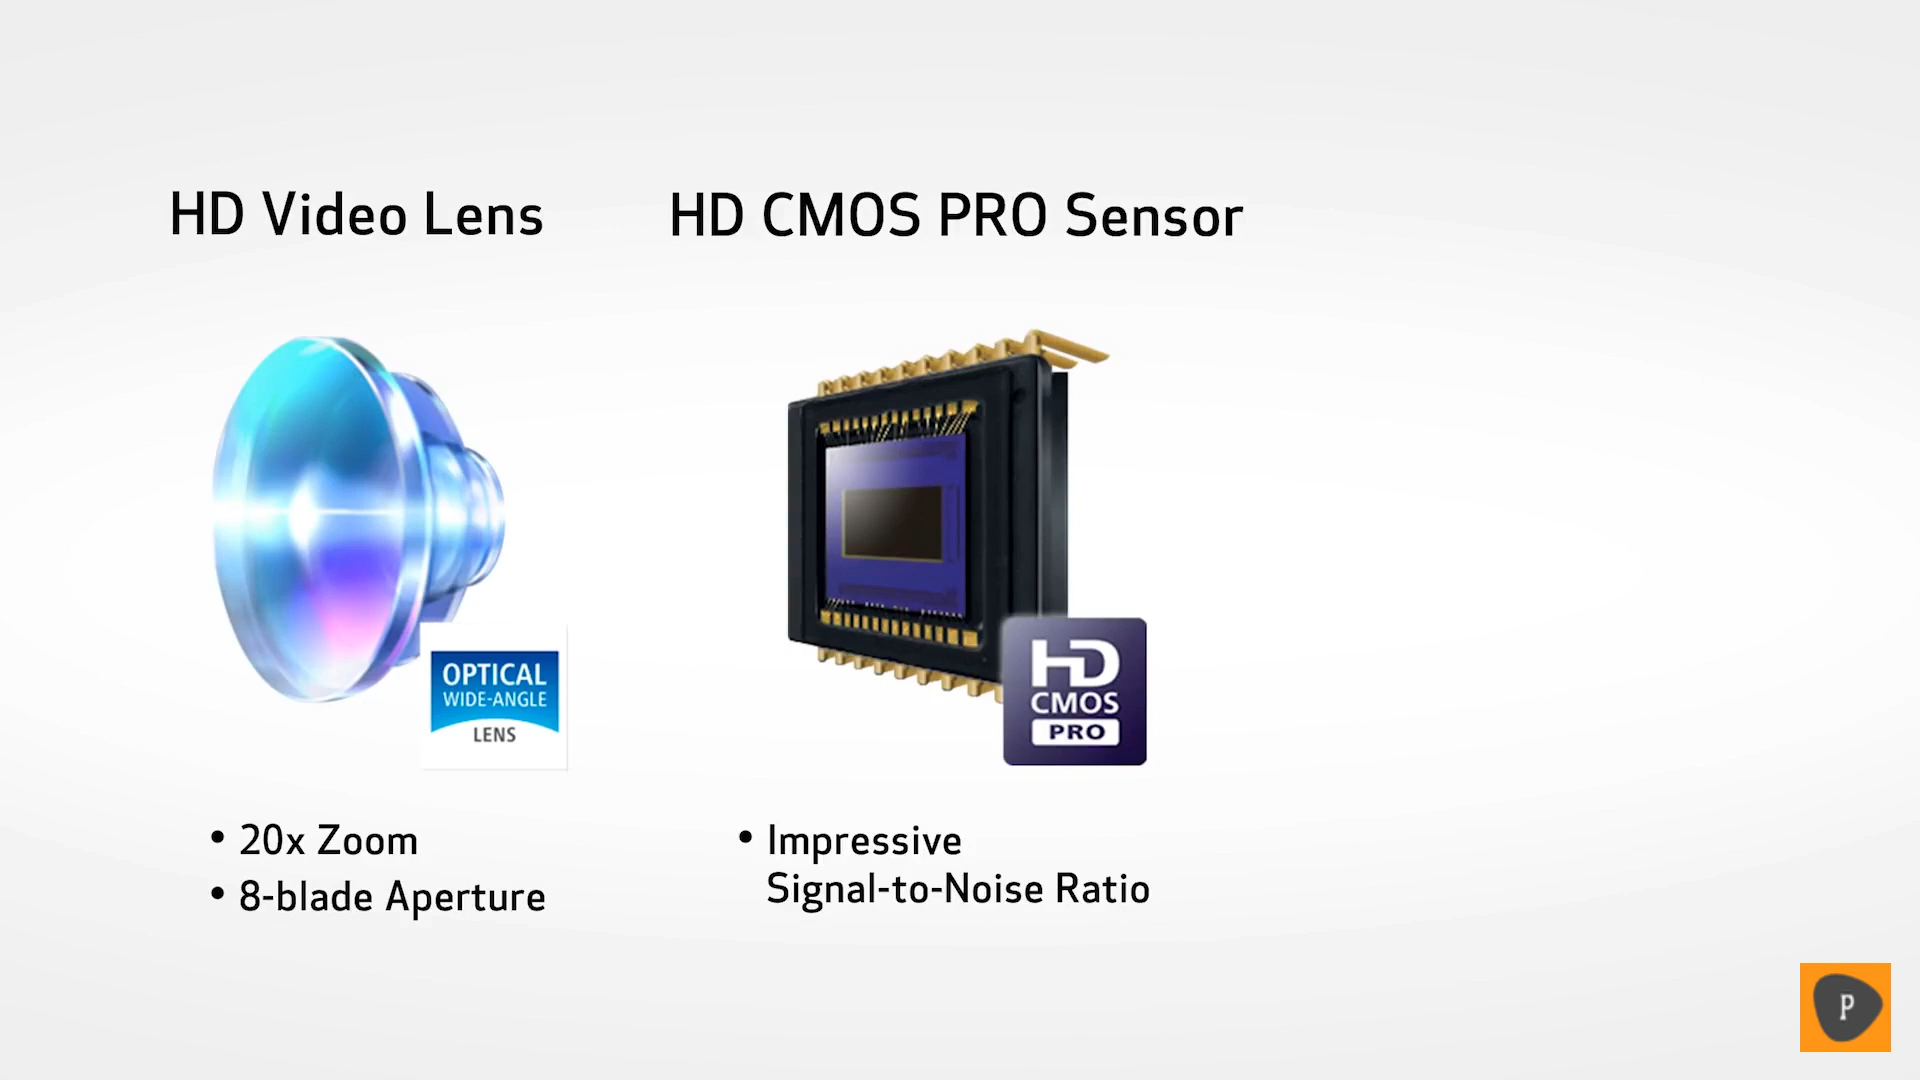 HD Video Lens
HD CMOS PRO Sensor
OPTICAL
WIDE-ANGLE
LENS
HD
CMOS
PRO
• 20x Zoom
• 8-blade Aperture
• Impressive
Signal-to-Noise Ratio
P